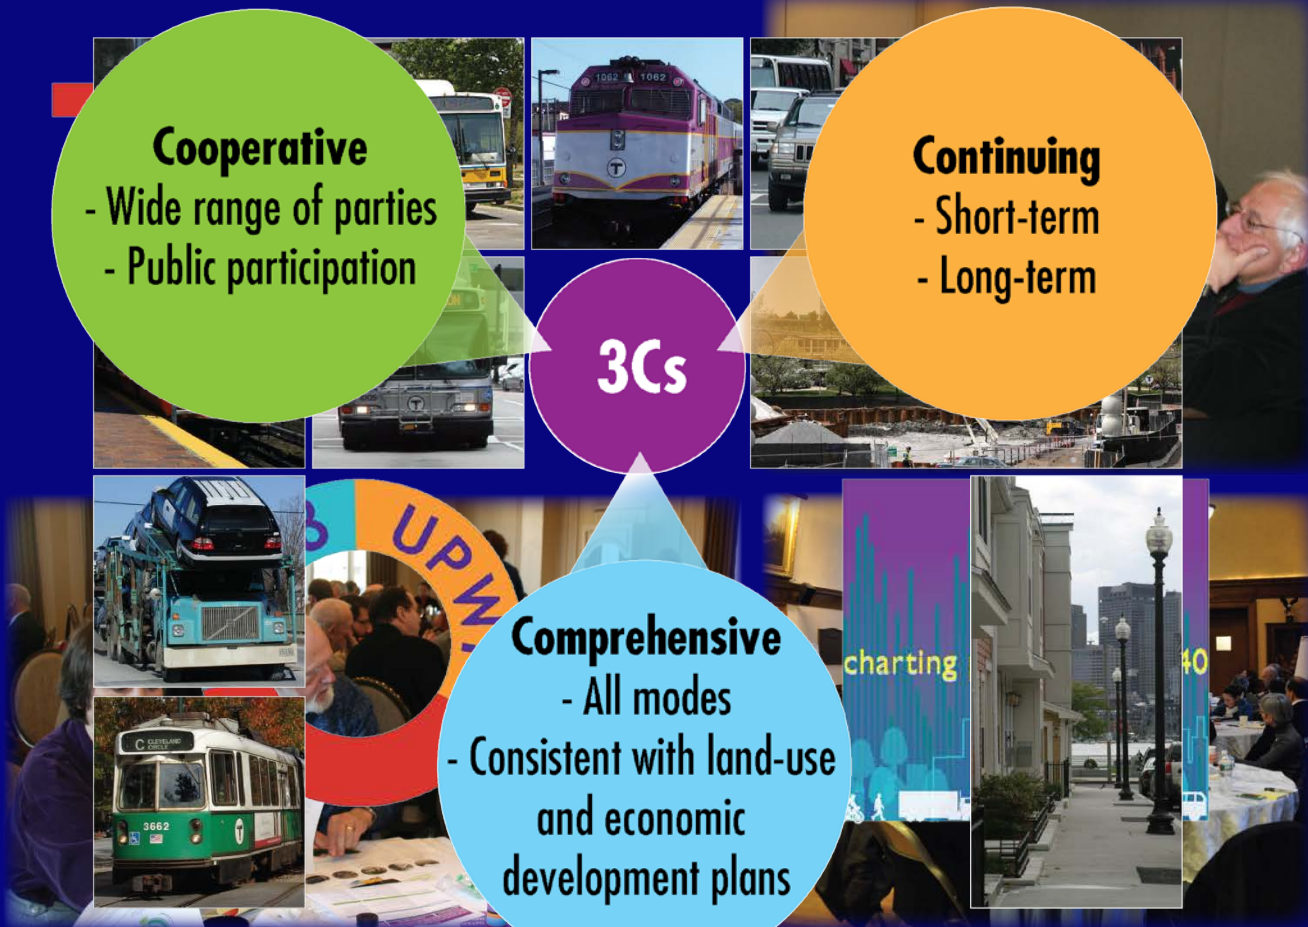 Cooperative
- Wide range of parties
- Public participation
1062 1062
T
Continuing
- Short-term
- Long-term
3Cs
T
UPW
charting
40
C CLEVELAND CIRCLE
3662
T
Comprehensive
- All modes
- Consistent with land-use
and economic
development plans